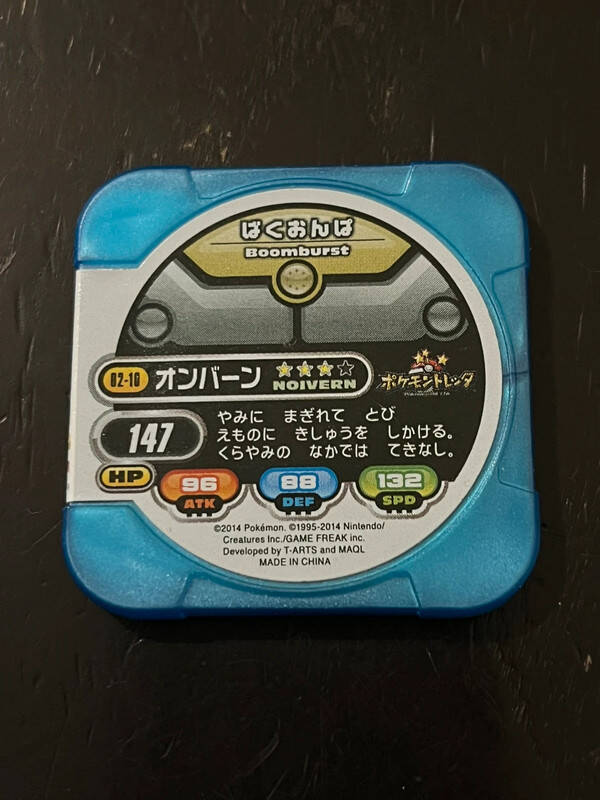 ばくおんぱ
Boomburst
02-10 オンバーン
NOIVERN
ポケモントレッタ
147
HP
やみに まぎれて とび
えものに きしゅうを しかける。
くらやみの なかでは てきなし。
96 88 132
ATK DEF SPD
©2014 Pokémon. ©1995-2014 Nintendo/
Creatures Inc./GAME FREAK inc.
Developed by T-ARTS and MAQL
MADE IN CHINA